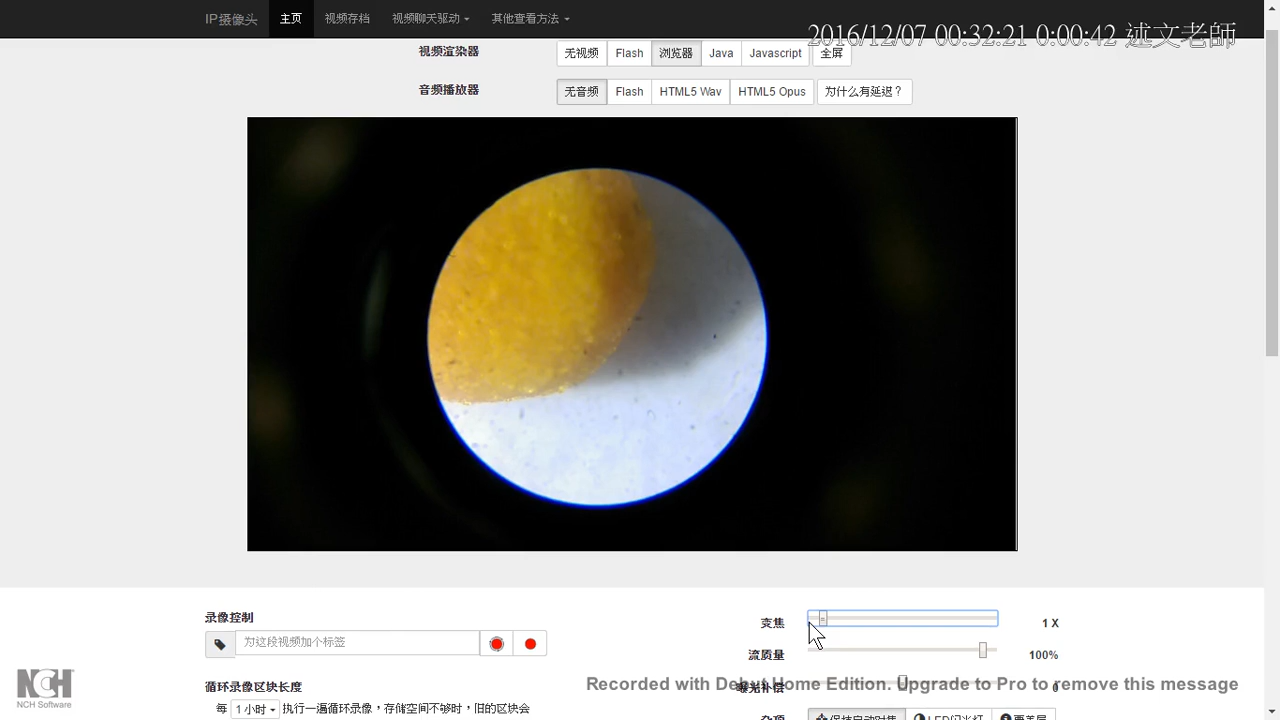 IP摄像头 主页 视频存档 视频聊天驱动 其他查看方法
2016/12/07 00:32:21 0:00:42 述文老師
视频渲染器 无视频 Flash 浏览器 Java Javascript 全屏
音频播放器 无音频 Flash HTML5 Wav HTML5 Opus 为什么有延迟？
录像控制
变焦 1 X
为这段视频加个标签
流质量 100%
曝光补偿 0
Recorded with Debut Home Edition. Upgrade to Pro to remove this message
循环录像区块长度
每 1 小时 执行一遍循环录像，存储空间不够时，旧的区块会
NCH
NCH Software